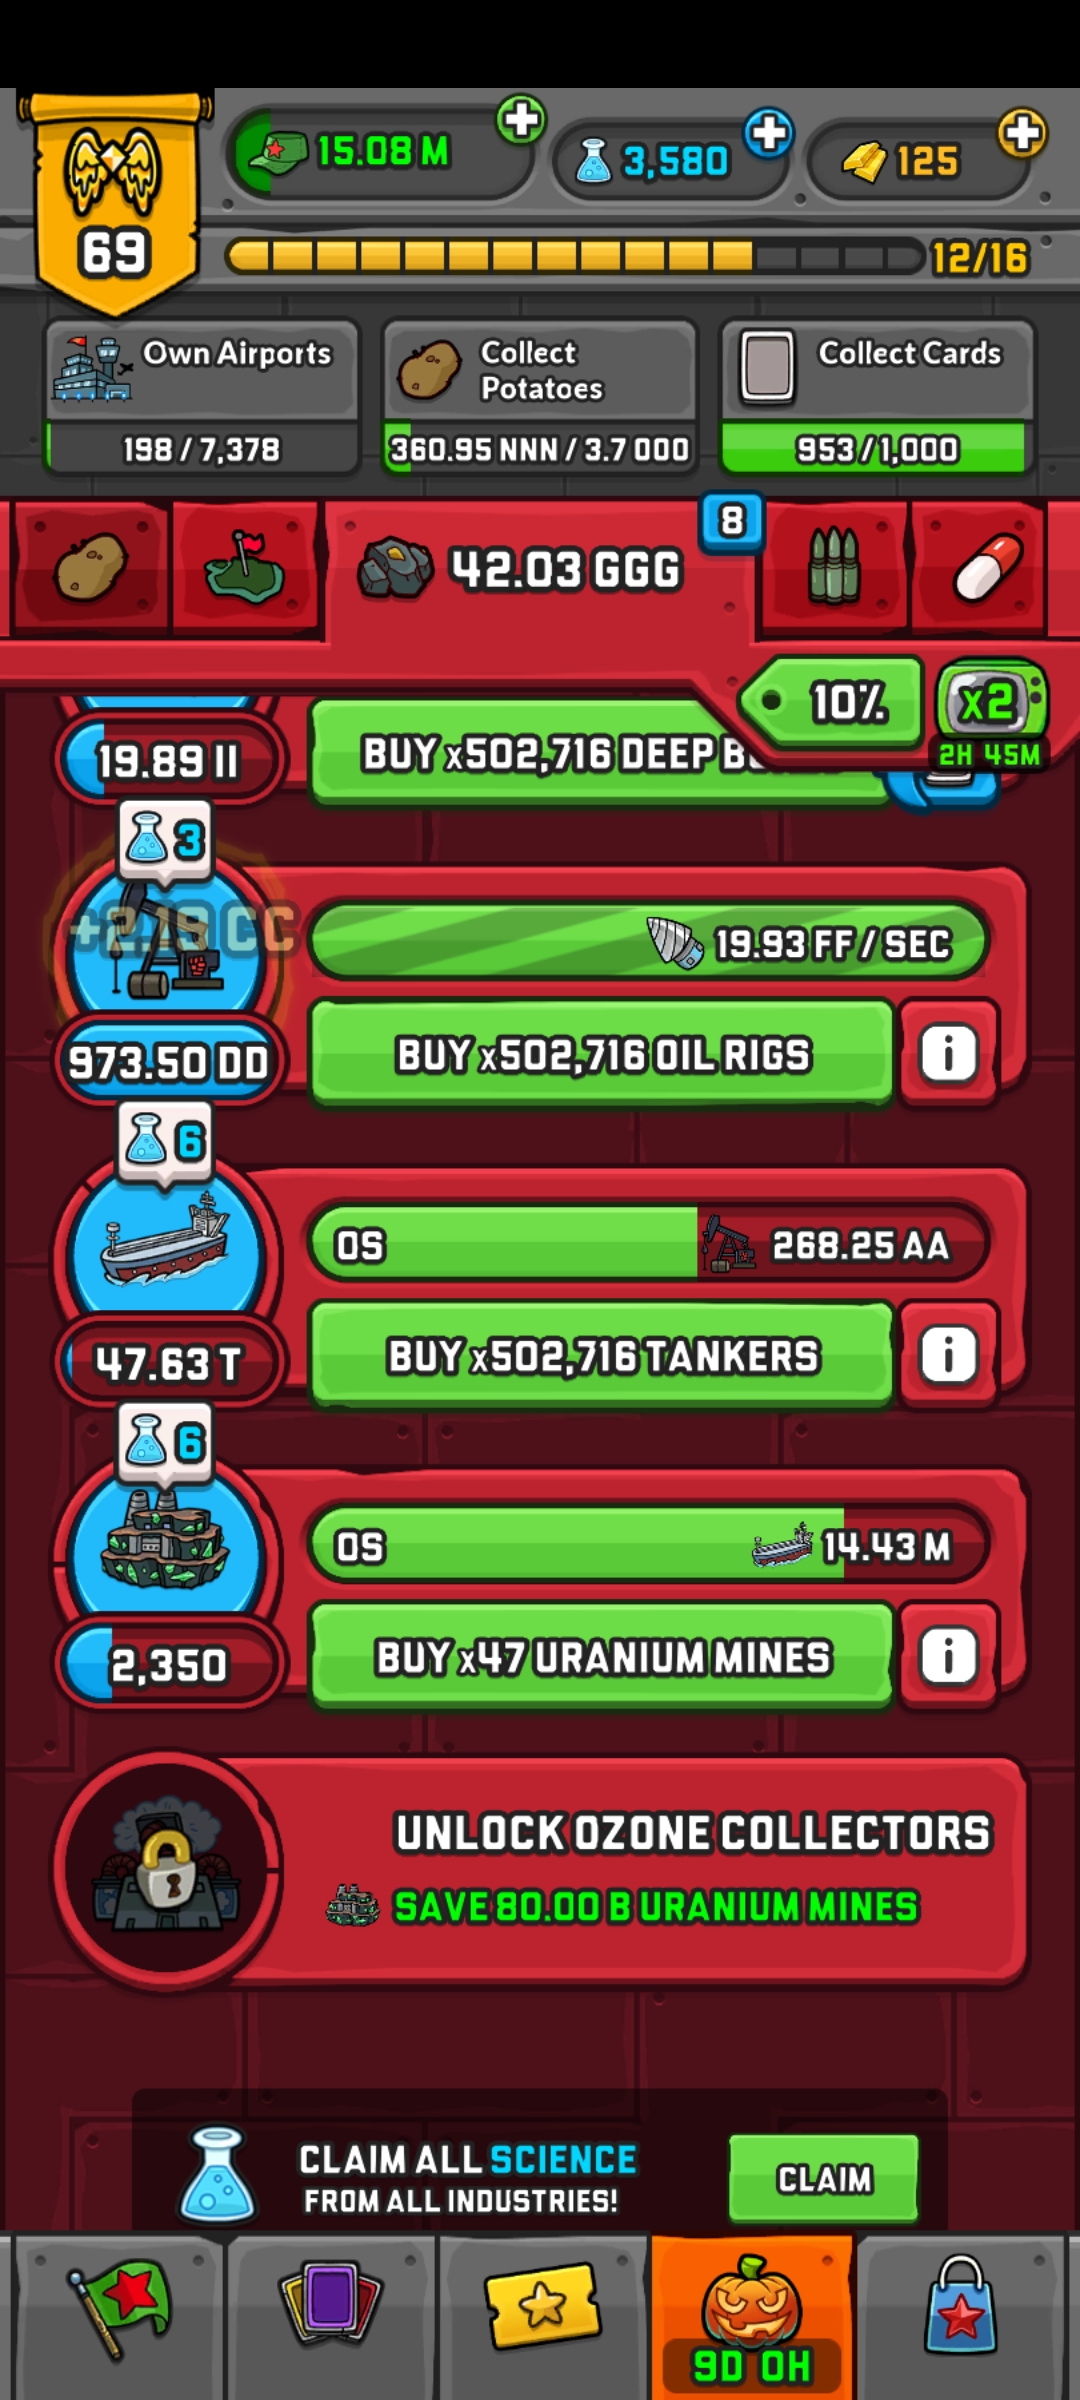 15.08 M
3,580
125
69
12/16
Own Airports
198 / 7,378
Collect
Potatoes
360.95 NNN / 3.7 OOO
Collect Cards
953 / 1,000
42.03 GGG
8
10%
x2
2H 45M
19.89 II
BUY x502,716 DEEP
3
19.93 FF / SEC
973.50 DD
BUY x502,716 OIL RIGS
i
6
0S
268.25 AA
47.63 T
BUY x502,716 TANKERS
i
6
0S
14.43 M
2,350
BUY x47 URANIUM MINES
i
UNLOCK OZONE COLLECTORS
SAVE 80.00 B URANIUM MINES
CLAIM ALL SCIENCE
FROM ALL INDUSTRIES!
CLAIM
9D 0H